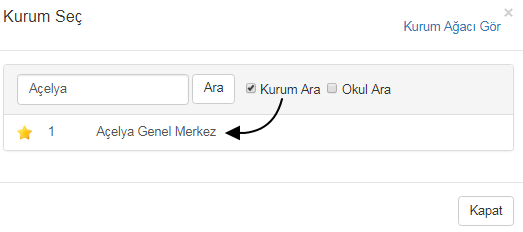 Kurum Seç
×
Kurum Ağacı Gör
Açelya Ara Kurum Ara Okul Ara
1 Açelya Genel Merkez
Kapat